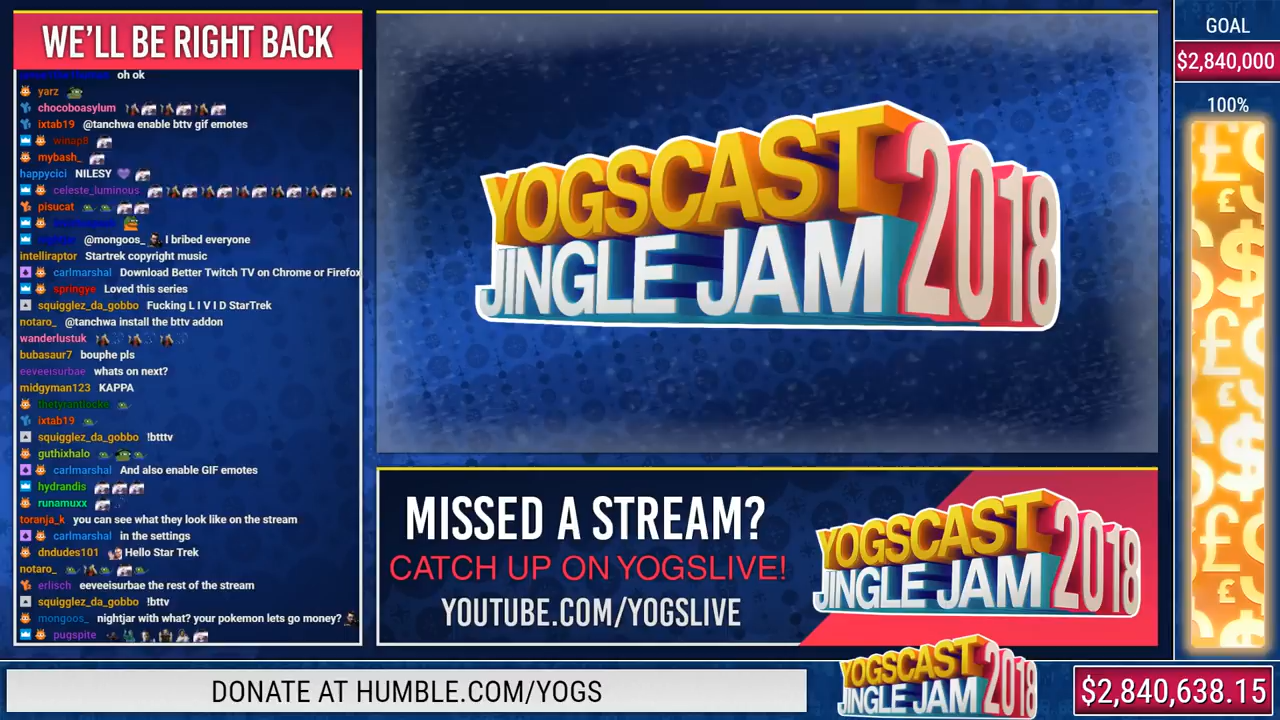 WE'LL BE RIGHT BACK
oh ok
yarz
chocoboasylum
ixtab19 @tanchwa enable bttv gif emotes
winap8
mybash_
happycici NILESY
celeste_luminous
pisucat
@mongoos_ I bribed everyone
intelliraptor Startrek copyright music
carlmarshal Download Better Twitch TV on Chrome or Firefox
springye Loved this series
squigglez_da_gobbo Fucking L I V I D StarTrek
notaro_ @tanchwa install the bttv addon
wanderlustuk
bubasaur7 bouphe pls
eeveeisurbae whats on next?
midgyman123 KAPPA
thetyrantlocke
ixtab19
squigglez_da_gobbo !btttv
guthixhalo
carlmarshal And also enable GIF emotes
hydrandis
runamuxx
toranja_k you can see what they look like on the stream
carlmarshal in the settings
dndudes101 Hello Star Trek
notaro_
erlisch eeveeisurbae the rest of the stream
squigglez_da_gobbo !bttv
mongoos_ nightjar with what? your pokemon lets go money?
pugspite
YOGSCAST
JINGLE JAM 2018
MISSED A STREAM?
CATCH UP ON YOGSLIVE!
YOUTUBE.COM/YOGSLIVE
YOGSCAST
JINGLE JAM 2018
GOAL
$2,840,000
100%
DONATE AT HUMBLE.COM/YOGS
YOGSCAST
JINGLE JAM 2018
$2,840,638.15